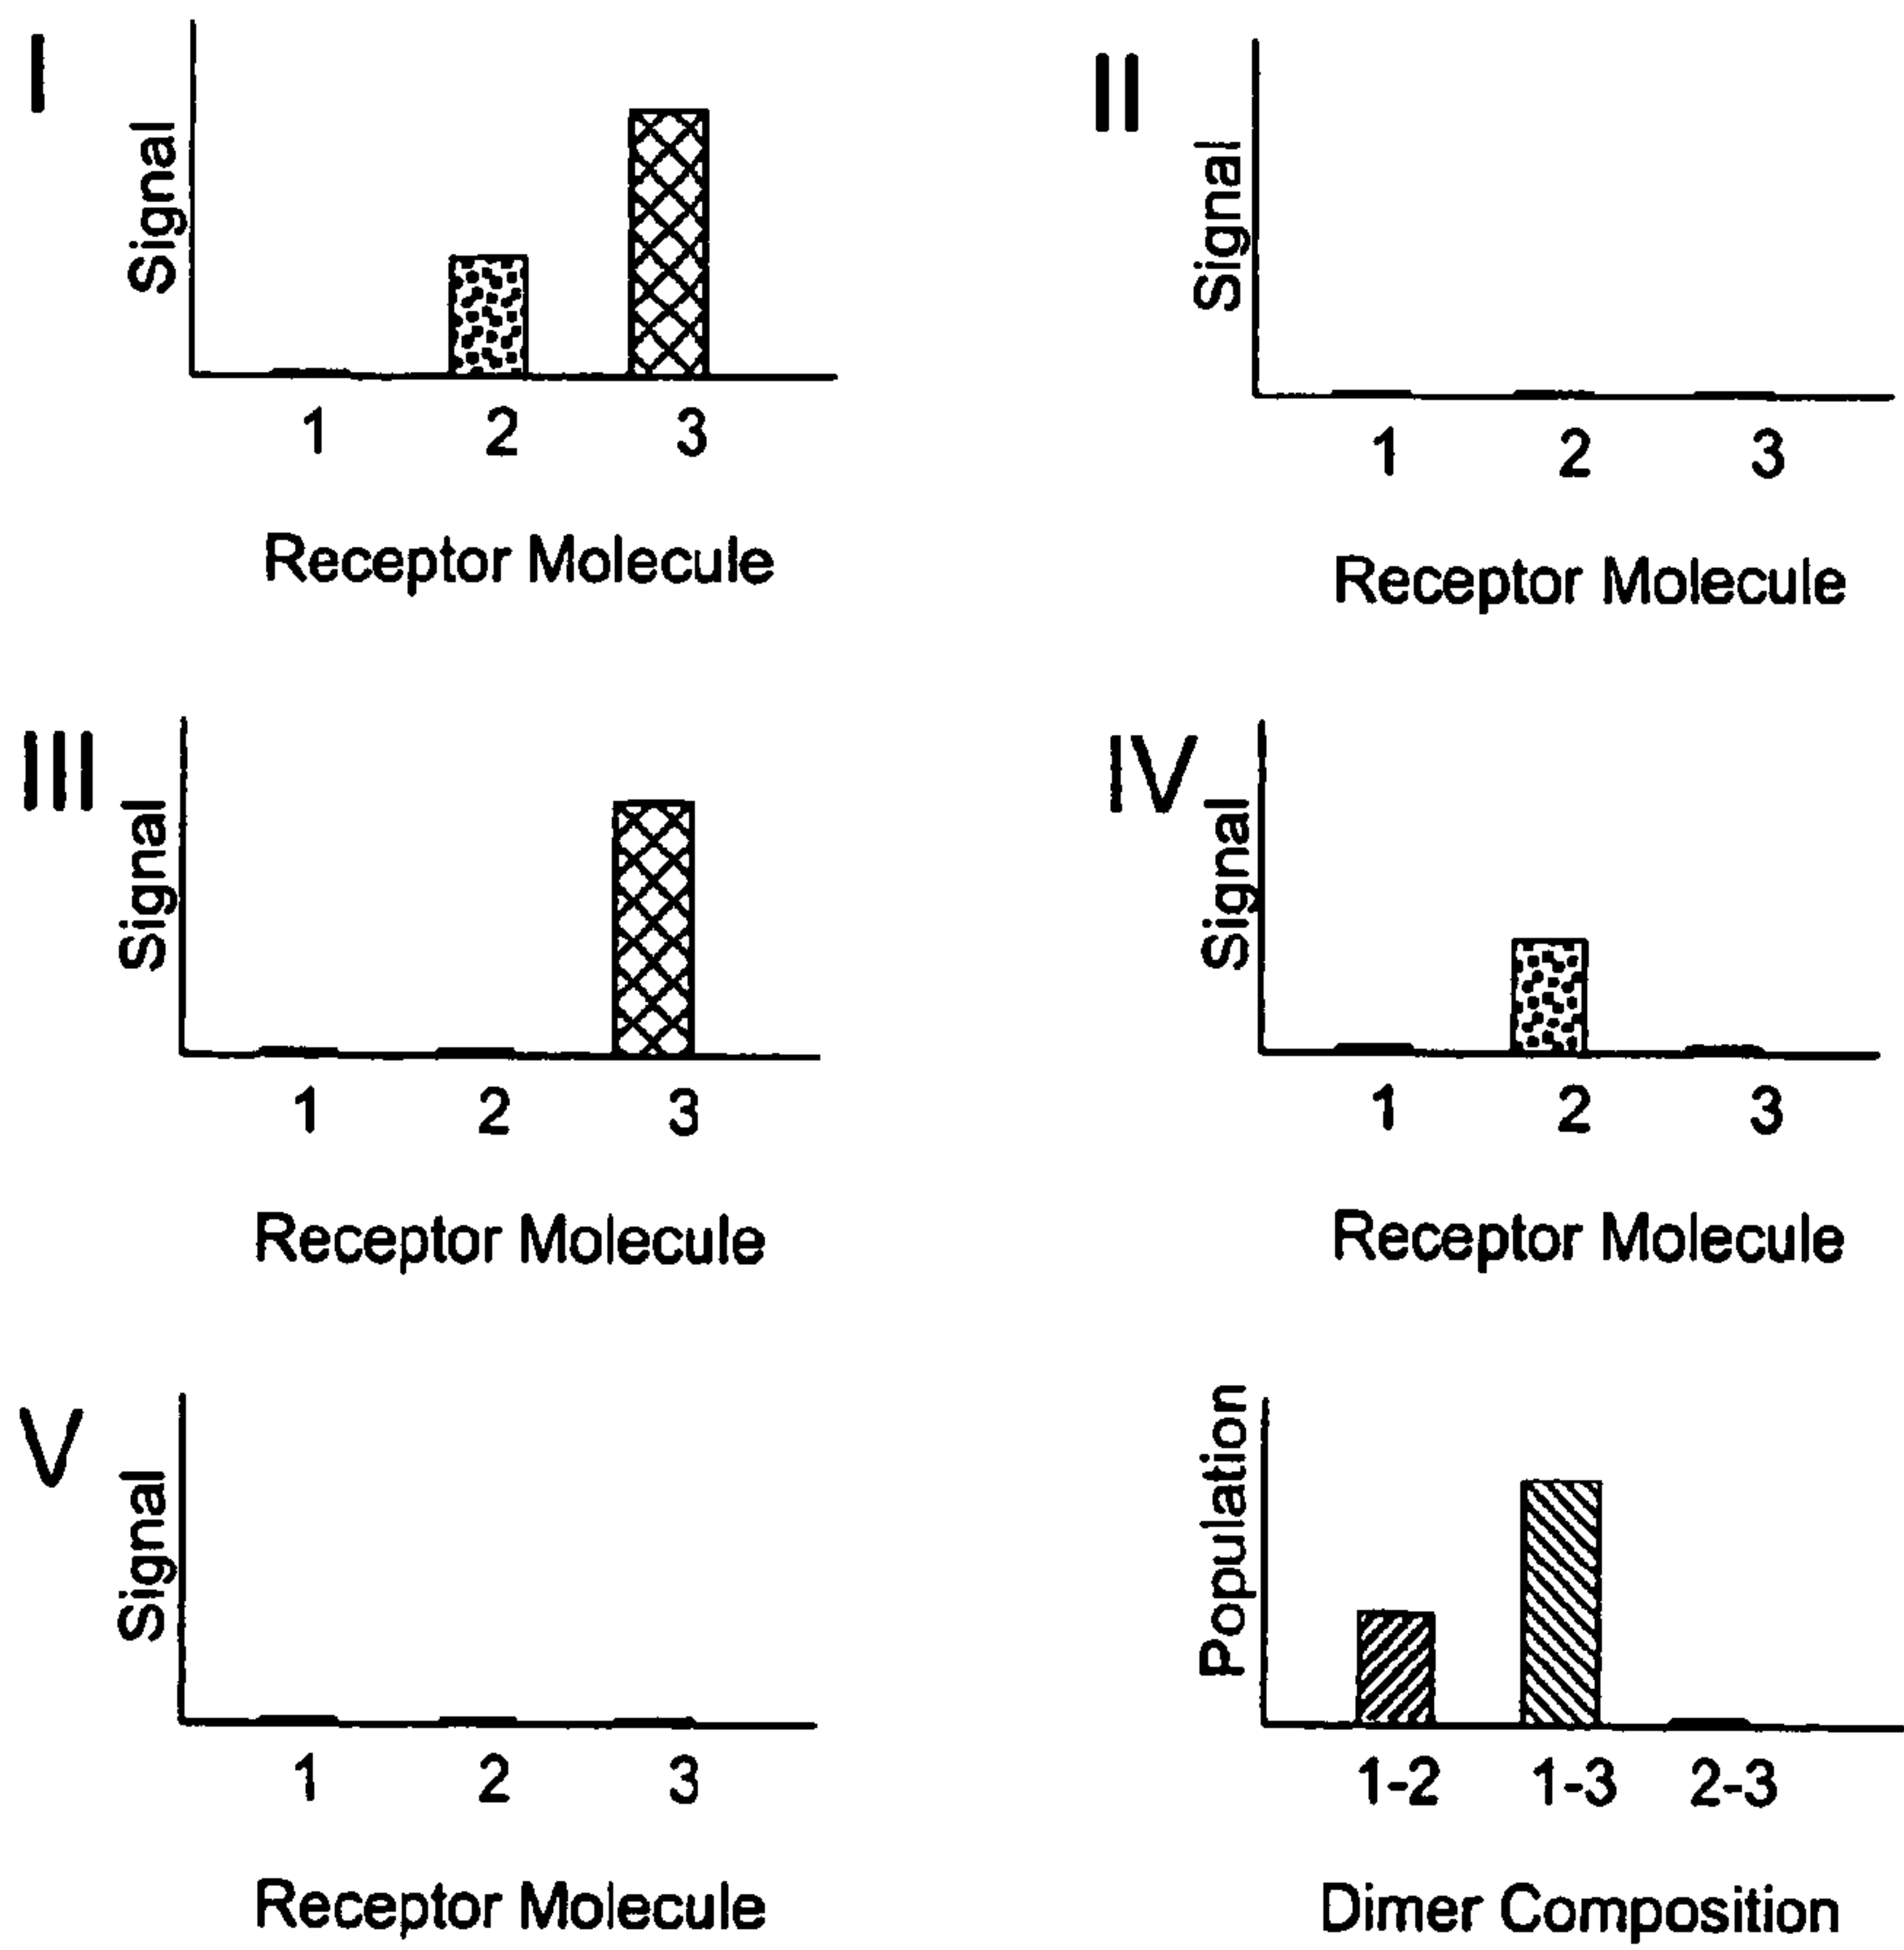 I
Signal
1 2 3
Receptor Molecule
II
Signal
1 2 3
Receptor Molecule
III
Signal
1 2 3
Receptor Molecule
IV
Signal
1 2 3
Receptor Molecule
V
Signal
1 2 3
Receptor Molecule
Population
1-2 1-3 2-3
Dimer Composition